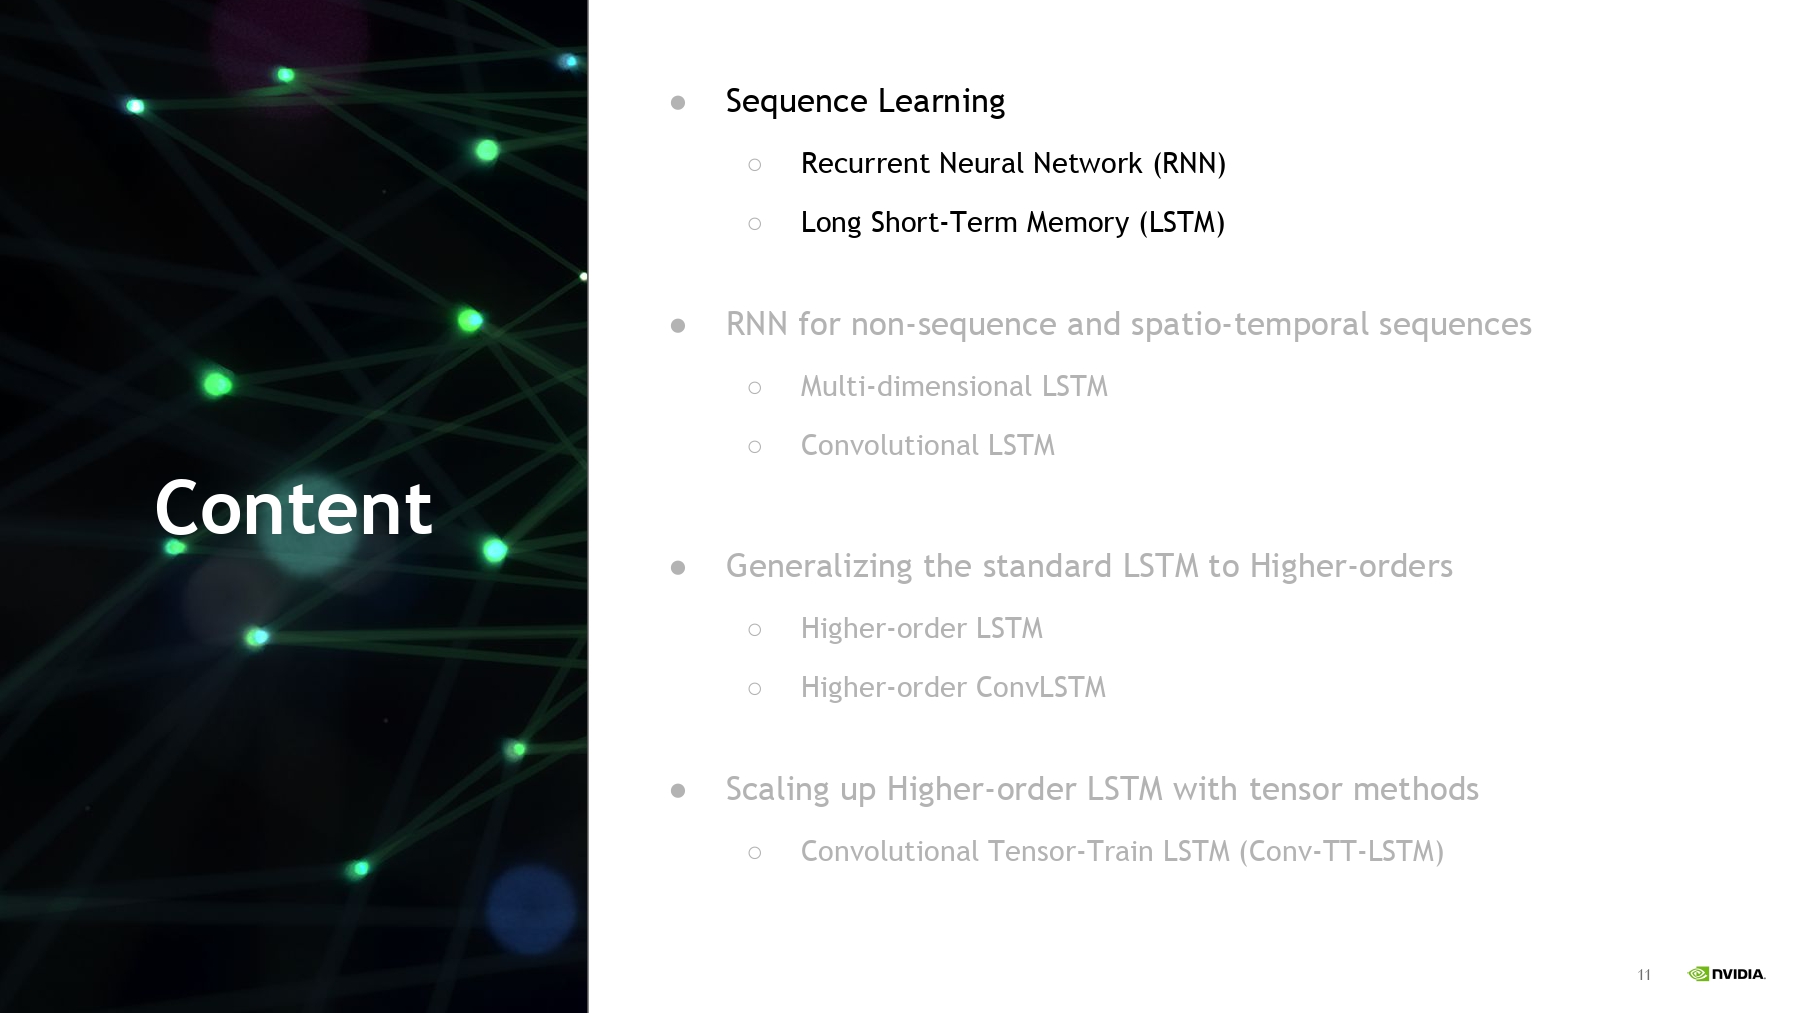 Content
● Sequence Learning
○ Recurrent Neural Network (RNN)
○ Long Short-Term Memory (LSTM)
● RNN for non-sequence and spatio-temporal sequences
○ Multi-dimensional LSTM
○ Convolutional LSTM
● Generalizing the standard LSTM to Higher-orders
○ Higher-order LSTM
○ Higher-order ConvLSTM
● Scaling up Higher-order LSTM with tensor methods
○ Convolutional Tensor-Train LSTM (Conv-TT-LSTM)
11
NVIDIA.